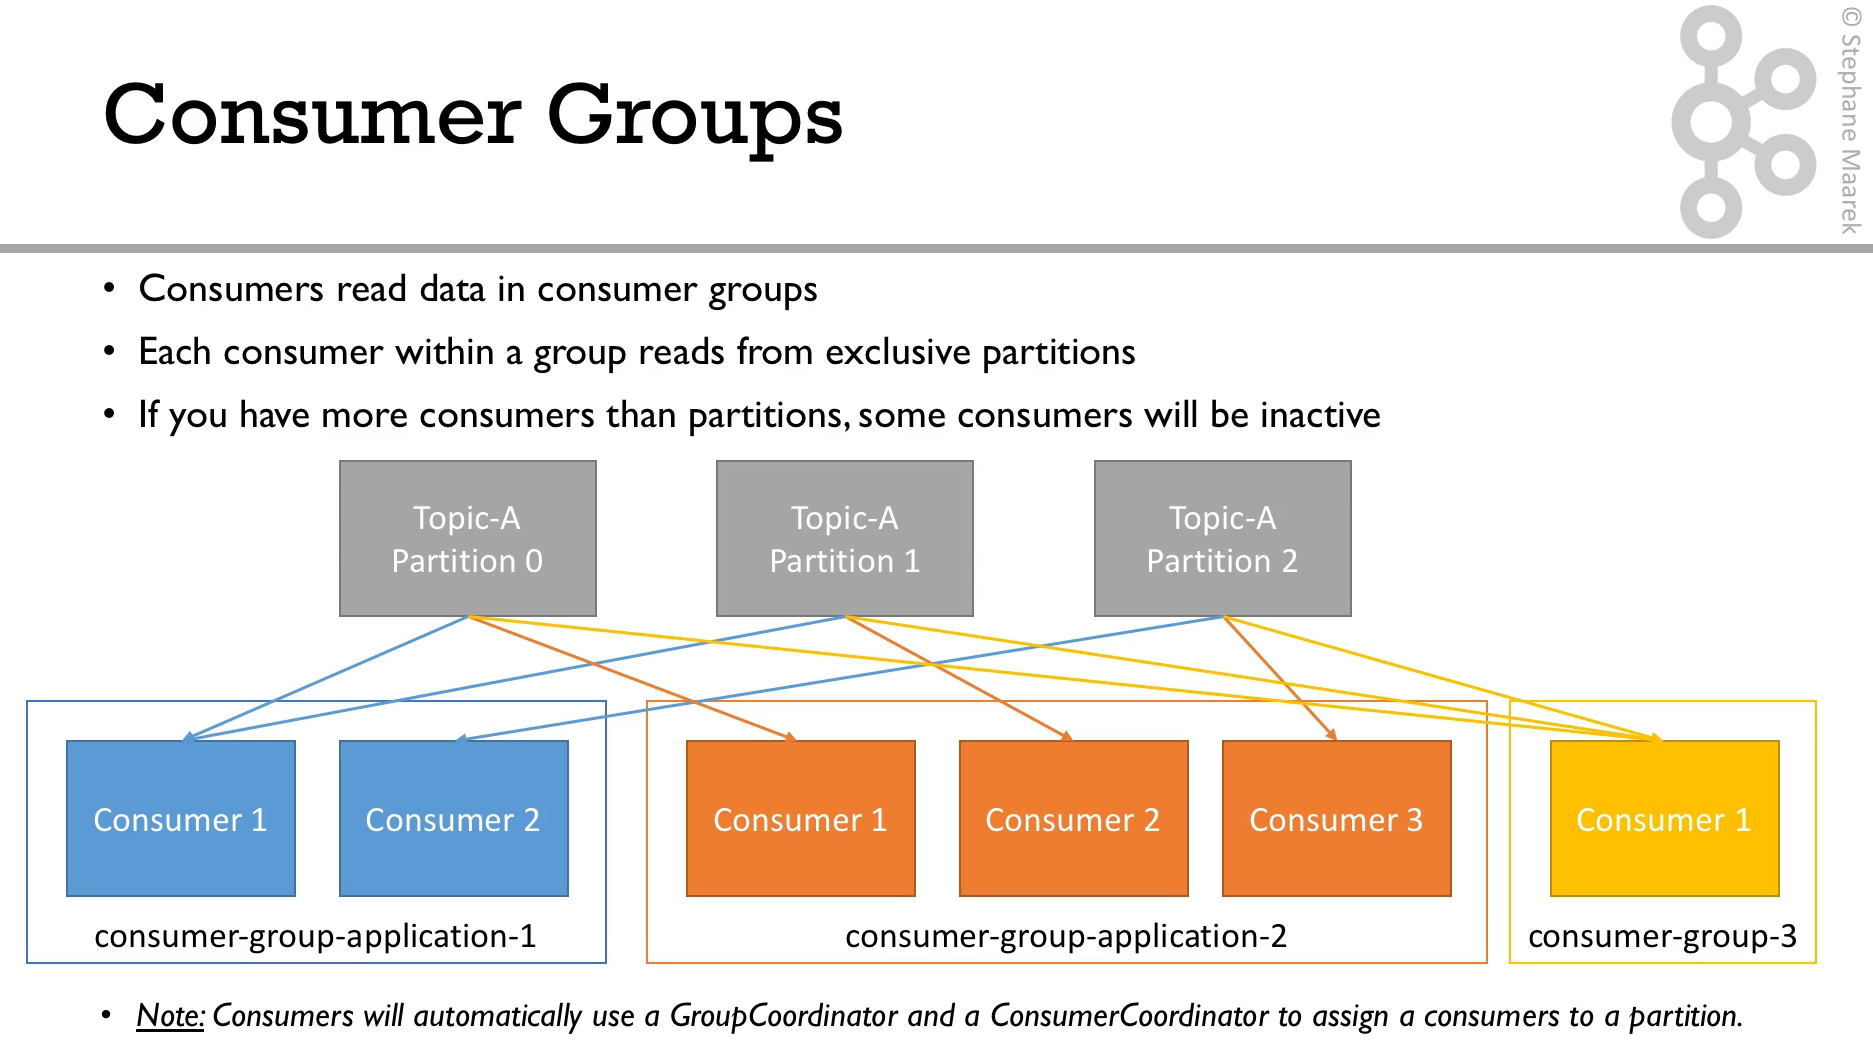 Consumer Groups
© Stephane Maarek
• Consumers read data in consumer groups
• Each consumer within a group reads from exclusive partitions
• If you have more consumers than partitions, some consumers will be inactive
Topic-A
Partition 0
Topic-A
Partition 1
Topic-A
Partition 2
Consumer 1
Consumer 2
consumer-group-application-1
Consumer 1
Consumer 2
Consumer 3
consumer-group-application-2
Consumer 1
consumer-group-3
• Note: Consumers will automatically use a GroupCoordinator and a ConsumerCoordinator to assign a consumers to a partition.